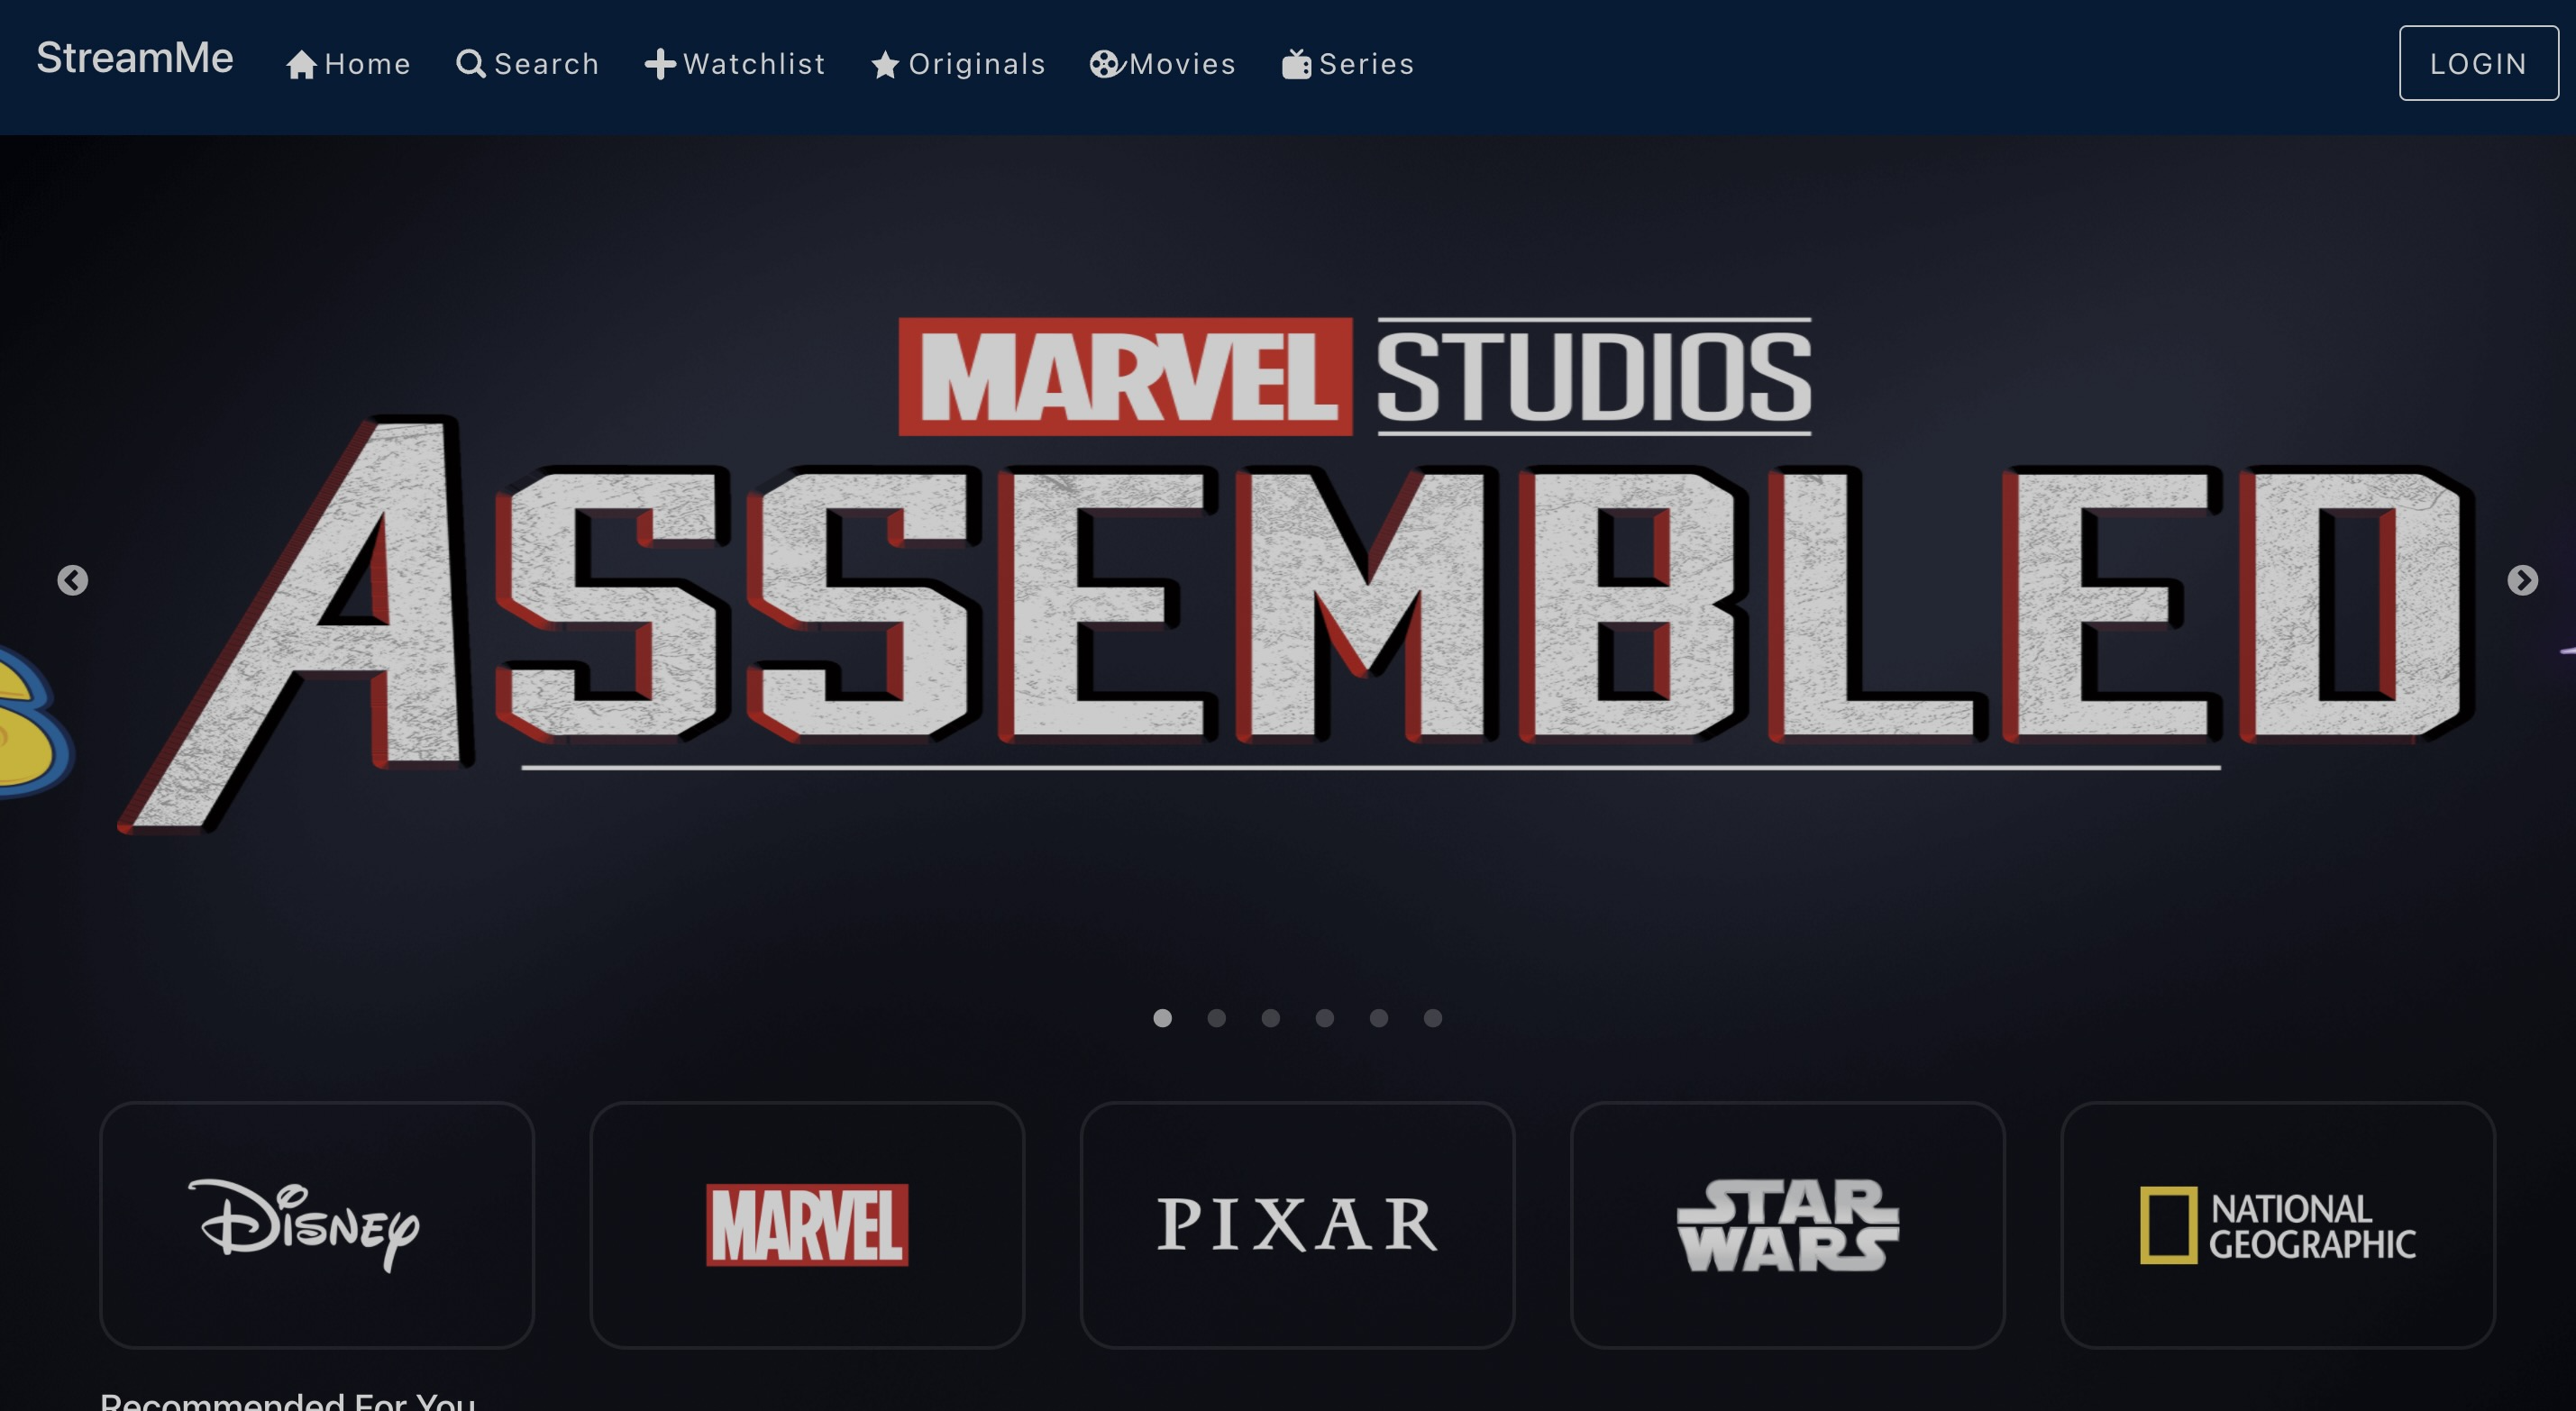 StreamMe Home Search Watchlist Originals Movies Series LOGIN
MARVEL STUDIOS
ASSEMBLED
Disney MARVEL PIXAR STAR WARS NATIONAL GEOGRAPHIC
Recommended For You